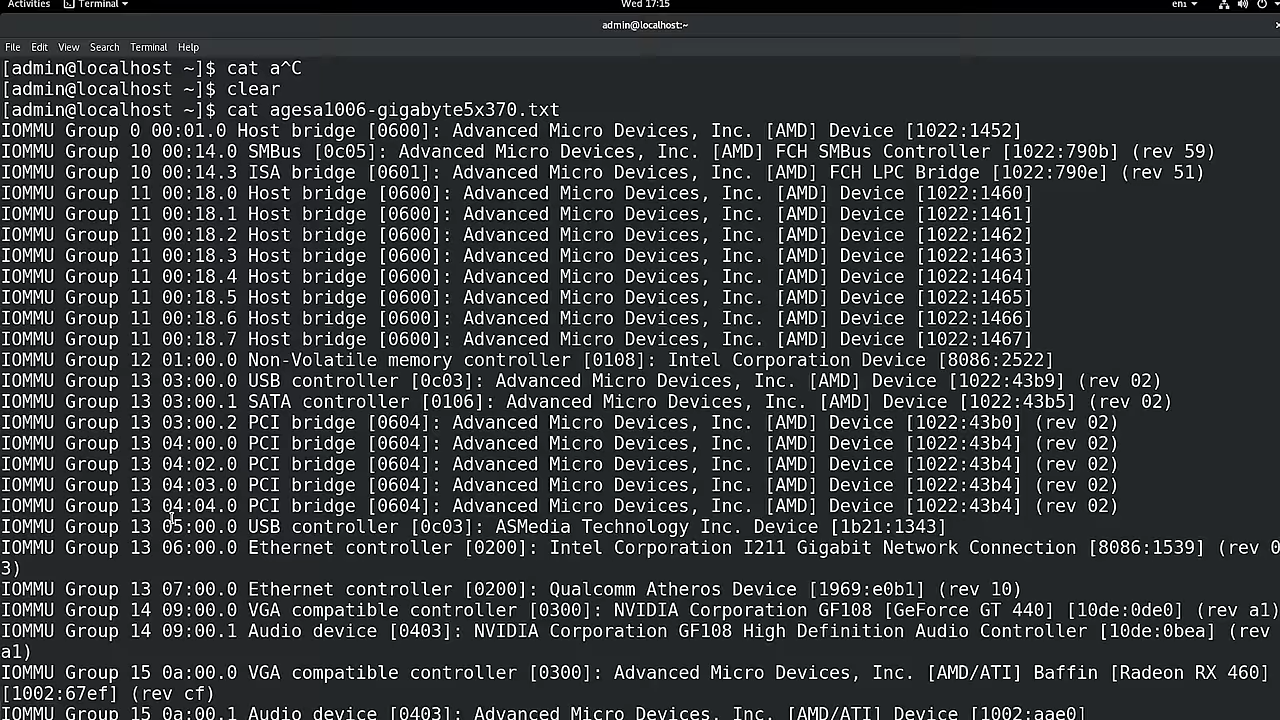 Activities Terminal Wed 17:15 en1
admin@localhost:~
File Edit View Search Terminal Help
[admin@localhost ~]$ cat a^C
[admin@localhost ~]$ clear
[admin@localhost ~]$ cat agesa1006-gigabyte5x370.txt
IOMMU Group 0 00:01.0 Host bridge [0600]: Advanced Micro Devices, Inc. [AMD] Device [1022:1452]
IOMMU Group 10 00:14.0 SMBus [0c05]: Advanced Micro Devices, Inc. [AMD] FCH SMBus Controller [1022:790b] (rev 59)
IOMMU Group 10 00:14.3 ISA bridge [0601]: Advanced Micro Devices, Inc. [AMD] FCH LPC Bridge [1022:790e] (rev 51)
IOMMU Group 11 00:18.0 Host bridge [0600]: Advanced Micro Devices, Inc. [AMD] Device [1022:1460]
IOMMU Group 11 00:18.1 Host bridge [0600]: Advanced Micro Devices, Inc. [AMD] Device [1022:1461]
IOMMU Group 11 00:18.2 Host bridge [0600]: Advanced Micro Devices, Inc. [AMD] Device [1022:1462]
IOMMU Group 11 00:18.3 Host bridge [0600]: Advanced Micro Devices, Inc. [AMD] Device [1022:1463]
IOMMU Group 11 00:18.4 Host bridge [0600]: Advanced Micro Devices, Inc. [AMD] Device [1022:1464]
IOMMU Group 11 00:18.5 Host bridge [0600]: Advanced Micro Devices, Inc. [AMD] Device [1022:1465]
IOMMU Group 11 00:18.6 Host bridge [0600]: Advanced Micro Devices, Inc. [AMD] Device [1022:1466]
IOMMU Group 11 00:18.7 Host bridge [0600]: Advanced Micro Devices, Inc. [AMD] Device [1022:1467]
IOMMU Group 12 01:00.0 Non-Volatile memory controller [0108]: Intel Corporation Device [8086:2522]
IOMMU Group 13 03:00.0 USB controller [0c03]: Advanced Micro Devices, Inc. [AMD] Device [1022:43b9] (rev 02)
IOMMU Group 13 03:00.1 SATA controller [0106]: Advanced Micro Devices, Inc. [AMD] Device [1022:43b5] (rev 02)
IOMMU Group 13 03:00.2 PCI bridge [0604]: Advanced Micro Devices, Inc. [AMD] Device [1022:43b0] (rev 02)
IOMMU Group 13 04:00.0 PCI bridge [0604]: Advanced Micro Devices, Inc. [AMD] Device [1022:43b4] (rev 02)
IOMMU Group 13 04:02.0 PCI bridge [0604]: Advanced Micro Devices, Inc. [AMD] Device [1022:43b4] (rev 02)
IOMMU Group 13 04:03.0 PCI bridge [0604]: Advanced Micro Devices, Inc. [AMD] Device [1022:43b4] (rev 02)
IOMMU Group 13 04:04.0 PCI bridge [0604]: Advanced Micro Devices, Inc. [AMD] Device [1022:43b4] (rev 02)
IOMMU Group 13 05:00.0 USB controller [0c03]: ASMedia Technology Inc. Device [1b21:1343]
IOMMU Group 13 06:00.0 Ethernet controller [0200]: Intel Corporation I211 Gigabit Network Connection [8086:1539] (rev 0
3)
IOMMU Group 13 07:00.0 Ethernet controller [0200]: Qualcomm Atheros Device [1969:e0b1] (rev 10)
IOMMU Group 14 09:00.0 VGA compatible controller [0300]: NVIDIA Corporation GF108 [GeForce GT 440] [10de:0de0] (rev a1)
IOMMU Group 14 09:00.1 Audio device [0403]: NVIDIA Corporation GF108 High Definition Audio Controller [10de:0bea] (rev
a1)
IOMMU Group 15 0a:00.0 VGA compatible controller [0300]: Advanced Micro Devices, Inc. [AMD/ATI] Baffin [Radeon RX 460]
[1002:67ef] (rev cf)
IOMMU Group 15 0a:00.1 Audio device [0403]: Advanced Micro Devices, Inc. [AMD/ATI] Device [1002:aae0]